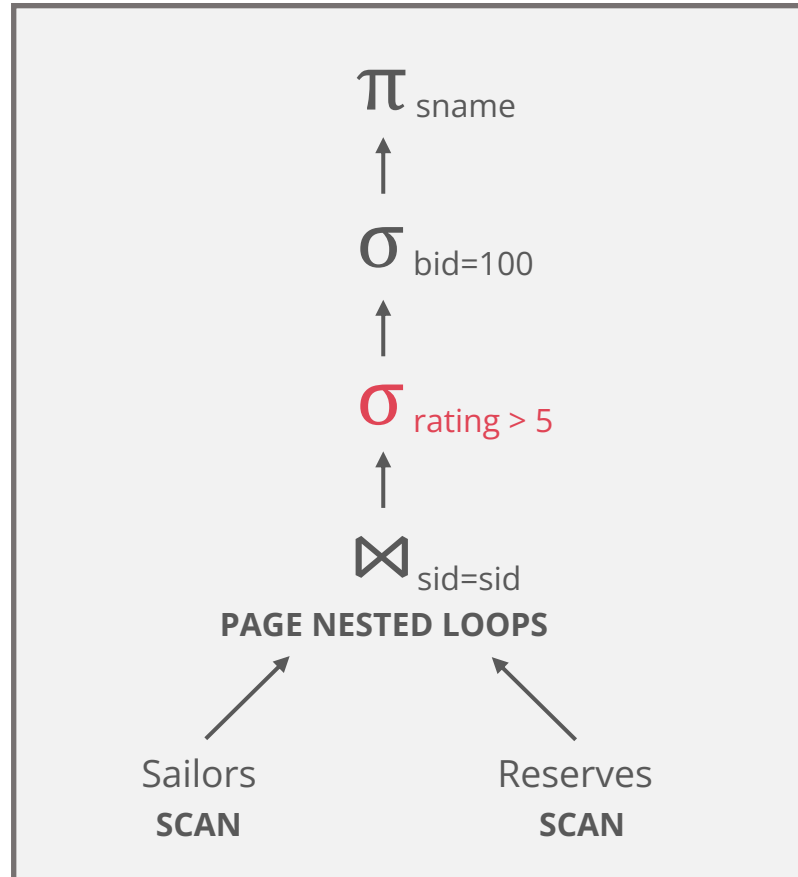 π sname
σ bid=100
σ rating > 5
⋈ sid=sid
PAGE NESTED LOOPS
Sailors Reserves
SCAN SCAN